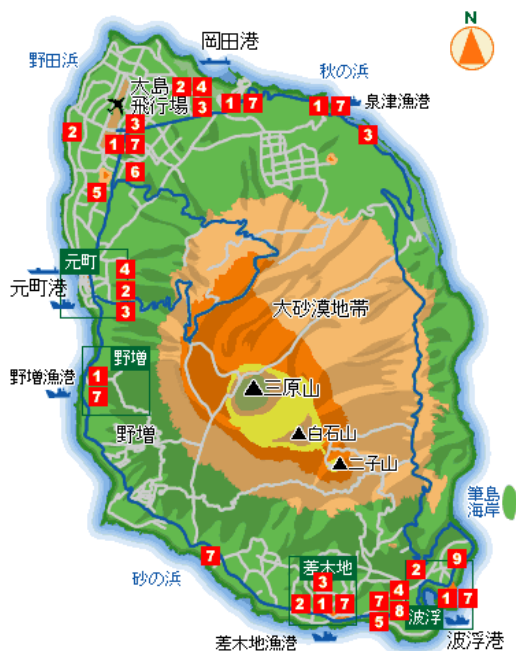 N
岡田港
野田浜
秋の浜
大島
飛行場
2 4
3
1 7
1 7
泉津漁港
3
3
2
1 7
6
5
元町
4
元町港
2
3
大砂漠地帯
野増
野増漁港
1
7
三原山
野増
白石山
二子山
筆島
海岸
7
砂の浜
差木地
3
2 1 7
差木地漁港
2
9
4
7
8
5
波浮
1 7
波浮港